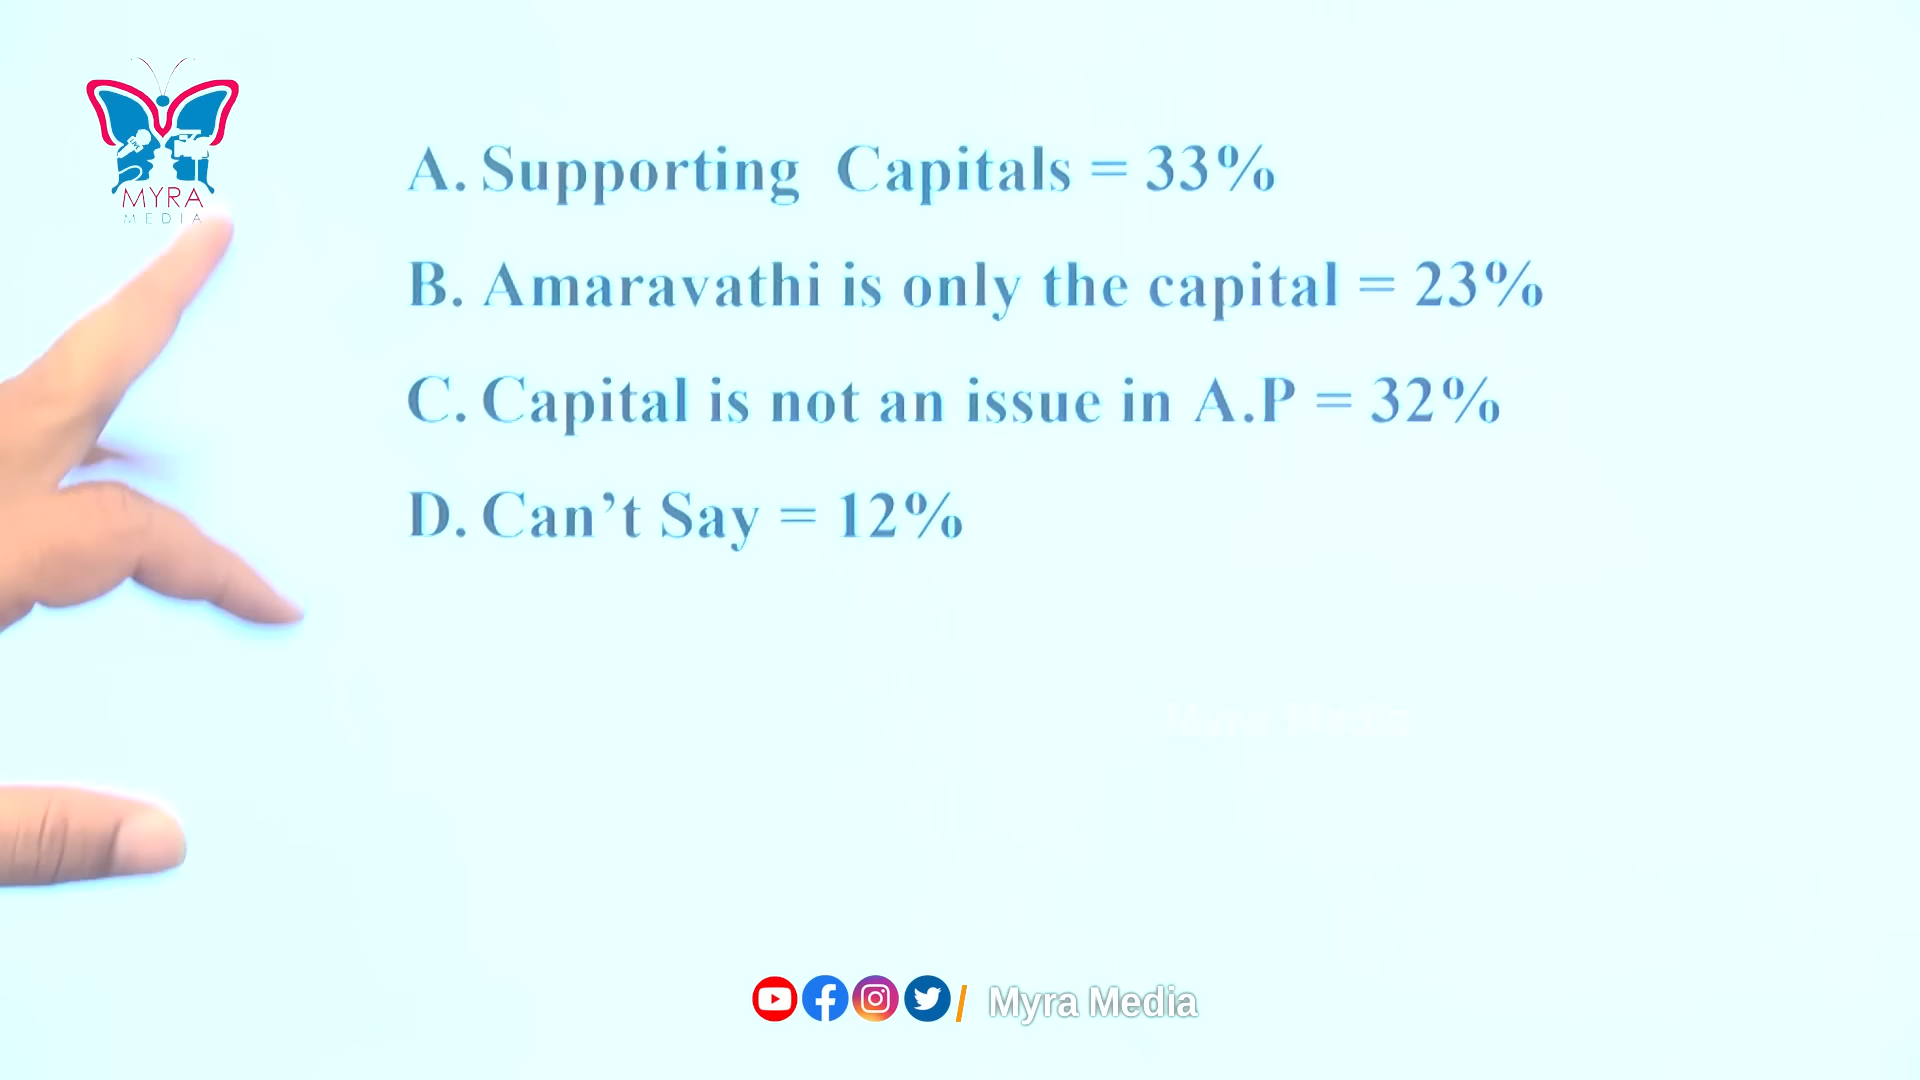 MYRA
MEDIA
A. Supporting Capitals = 33%
B. Amaravathi is only the capital = 23%
C. Capital is not an issue in A.P = 32%
D. Can’t Say = 12%
Myra Media
/ Myra Media